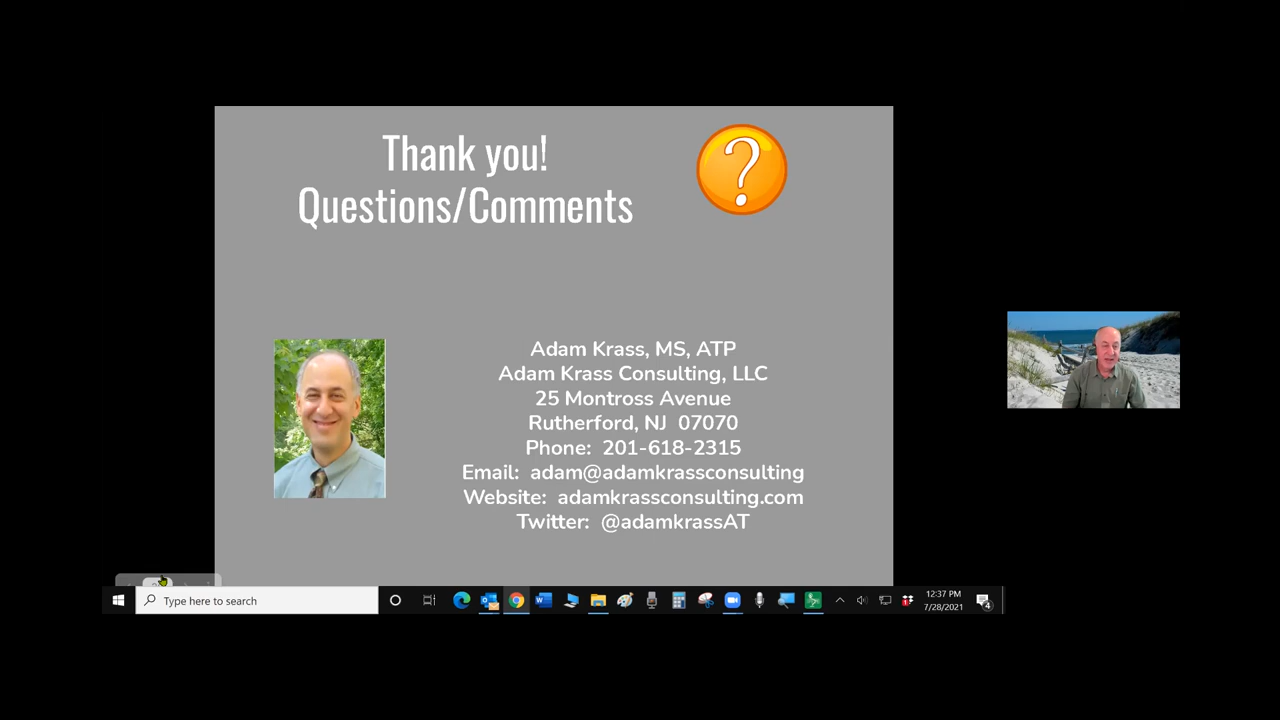 Thank you!
Questions/Comments
?
Adam Krass, MS, ATP
Adam Krass Consulting, LLC
25 Montross Avenue
Rutherford, NJ 07070
Phone: 201-618-2315
Email: adam@adamkrassconsulting
Website: adamkrassconsulting.com
Twitter: @adamkrassAT
Type here to search
12:37 PM
7/28/2021
4